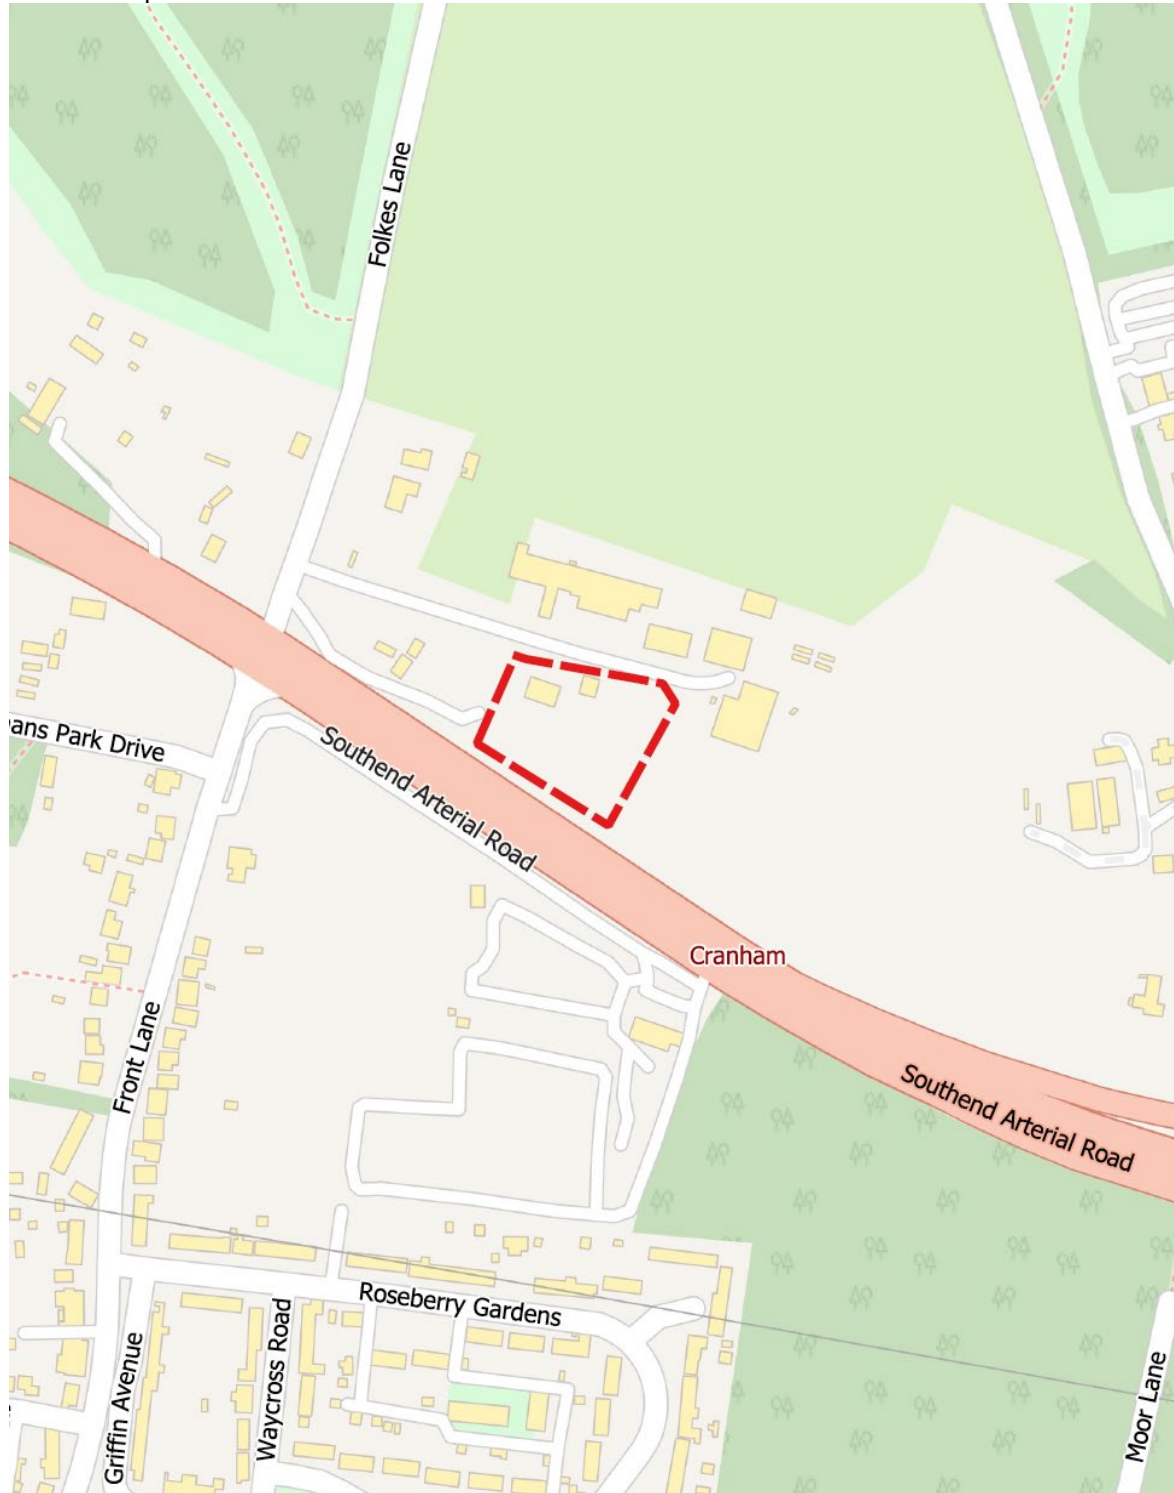 Folkes Lane
ans Park Drive
Southend Arterial Road
Cranham
Front Lane
Southend Arterial Road
Roseberry Gardens
Waycross Road
Griffin Avenue
Moor Lane